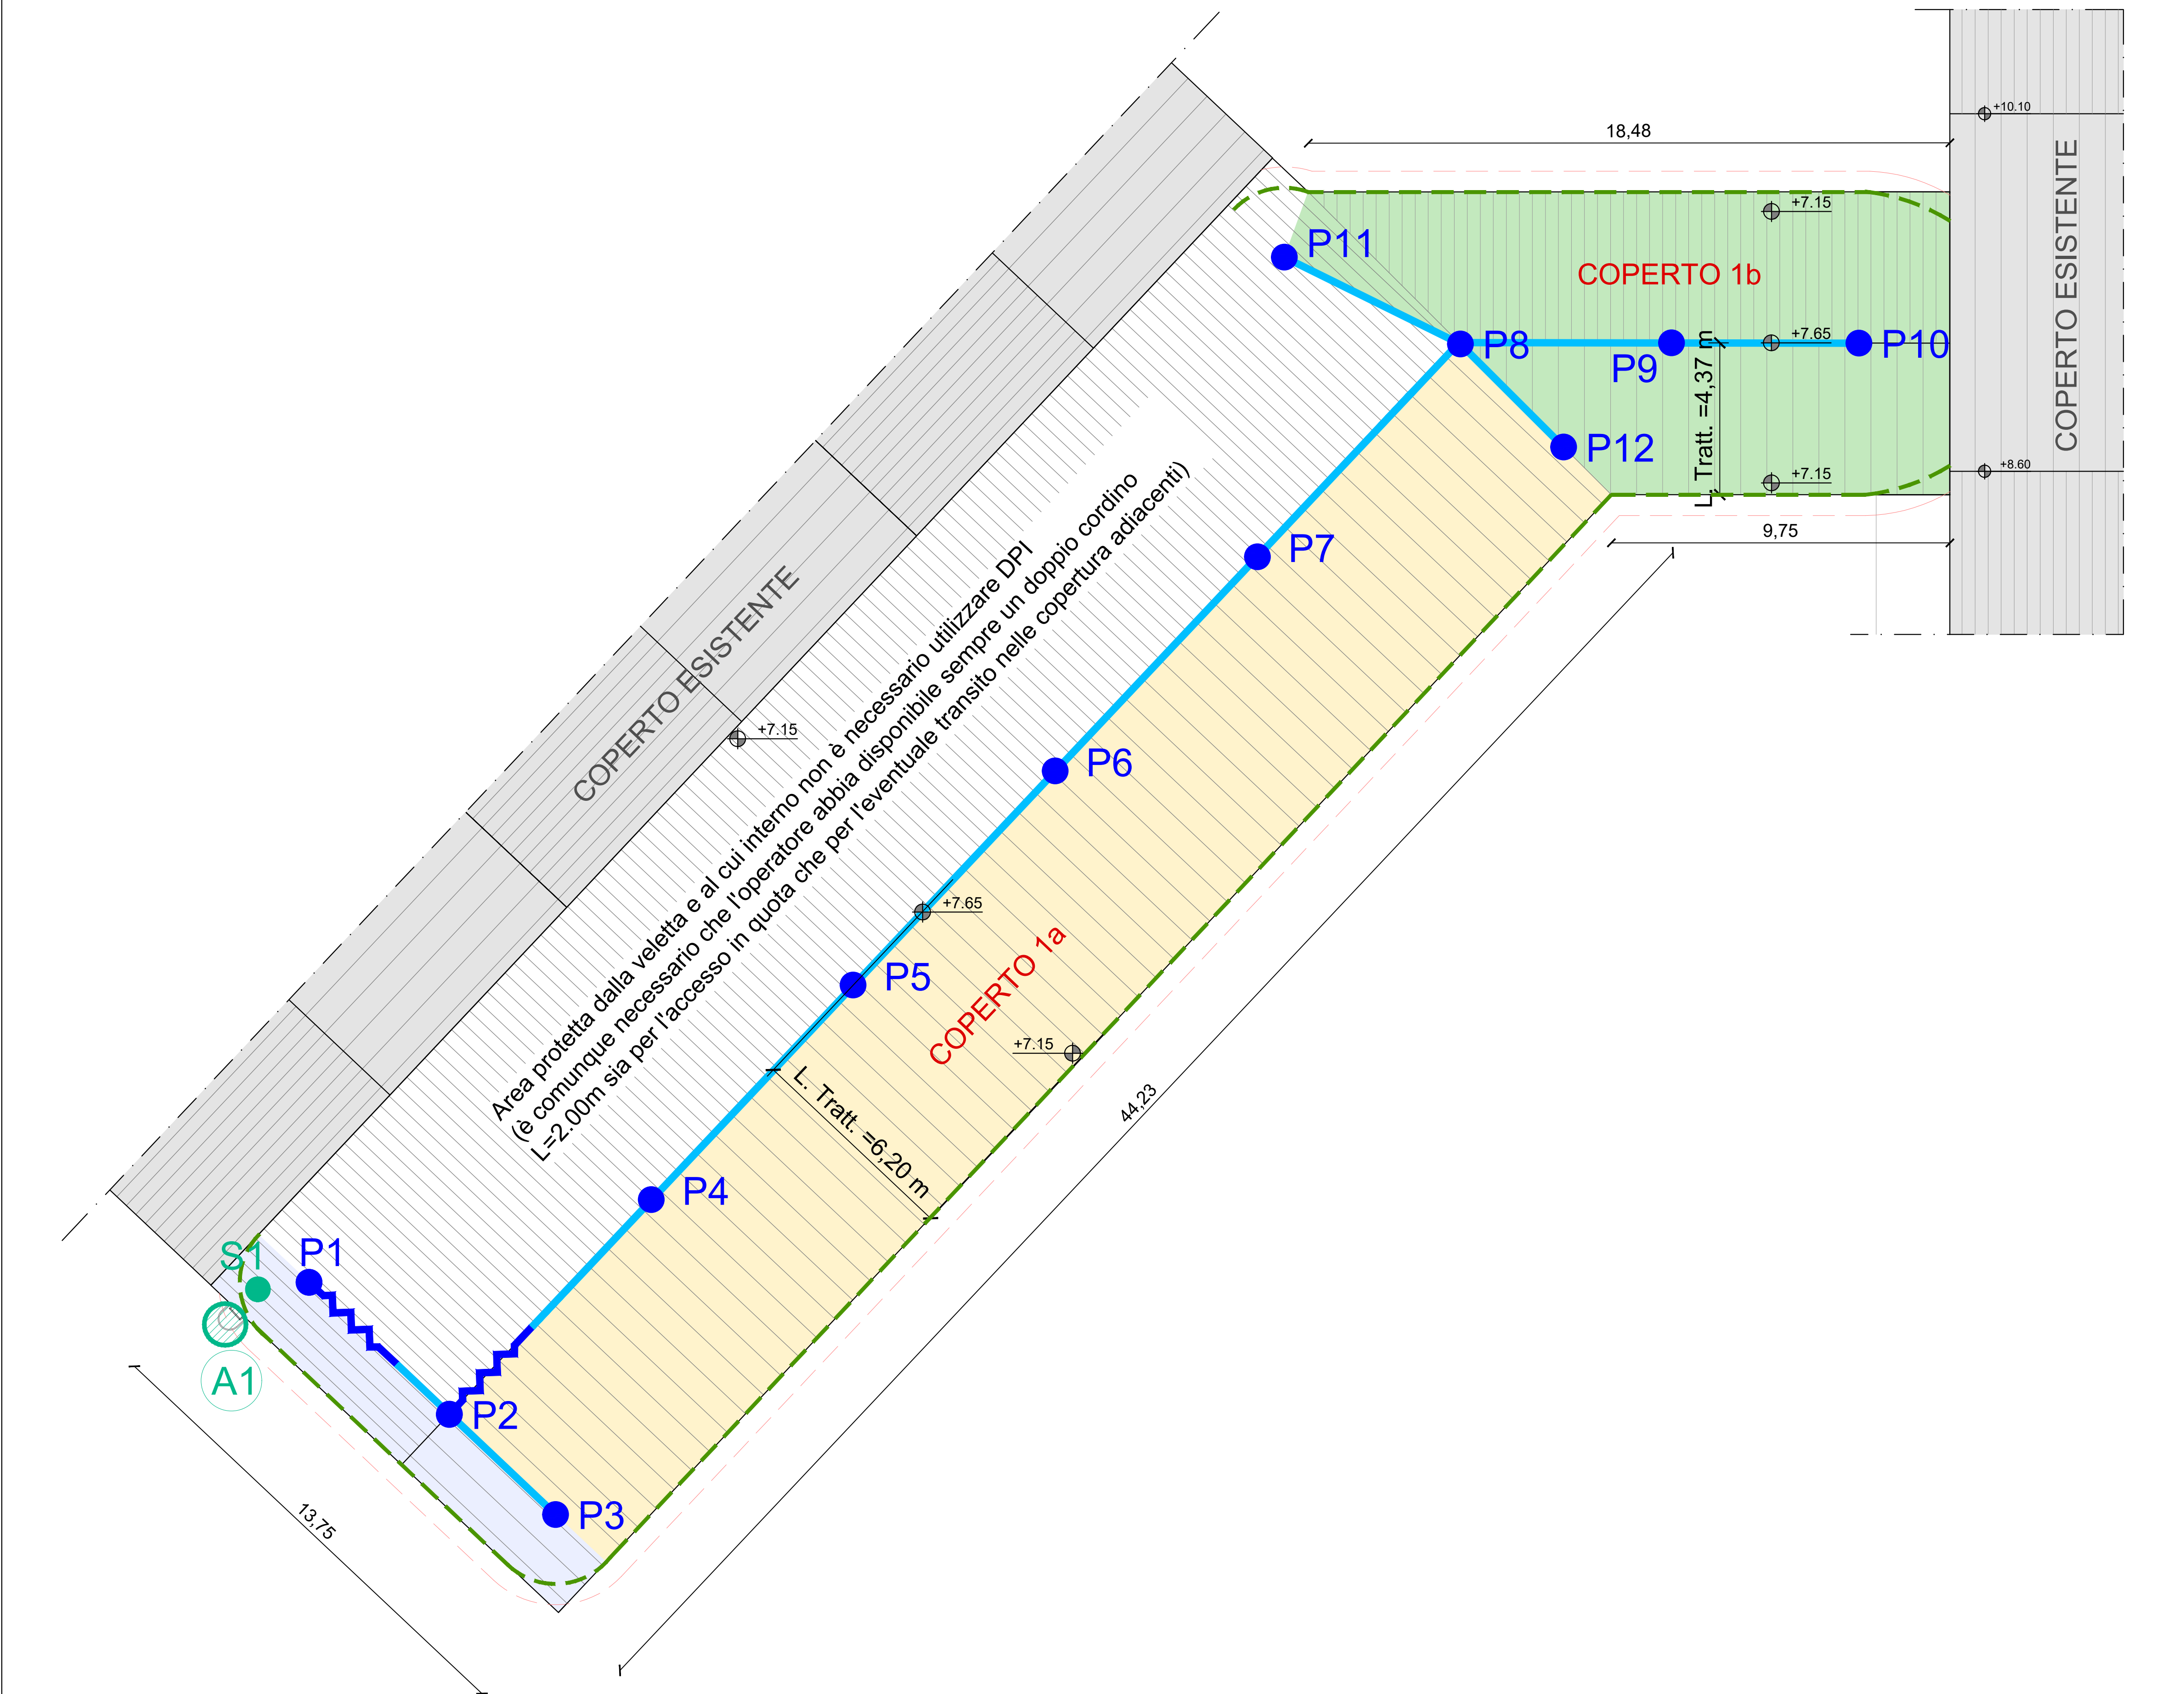 +10.10
18,48
COPERTO ESISTENTE
+7.15
P11
COPERTO 1b
P8
+7.65
P10
P9
L. Tratt. =4,37 m
P12
+8.60
+7.15
9,75
P7
COPERTO ESISTENTE
+7.15
Area protetta dalla veletta e al cui interno non è necessario utilizzare DPI
(è comunque necessario che l'operatore abbia disponibile sempre un doppio cordino
L=2.00m sia per l'accesso in quota che per l'eventuale transito nelle copertura adiacenti)
P6
+7.65
P5
COPERTO 1a
+7.15
L. Tratt. =6,20 m
44,23
P4
S1
P1
A1
P2
P3
13,75